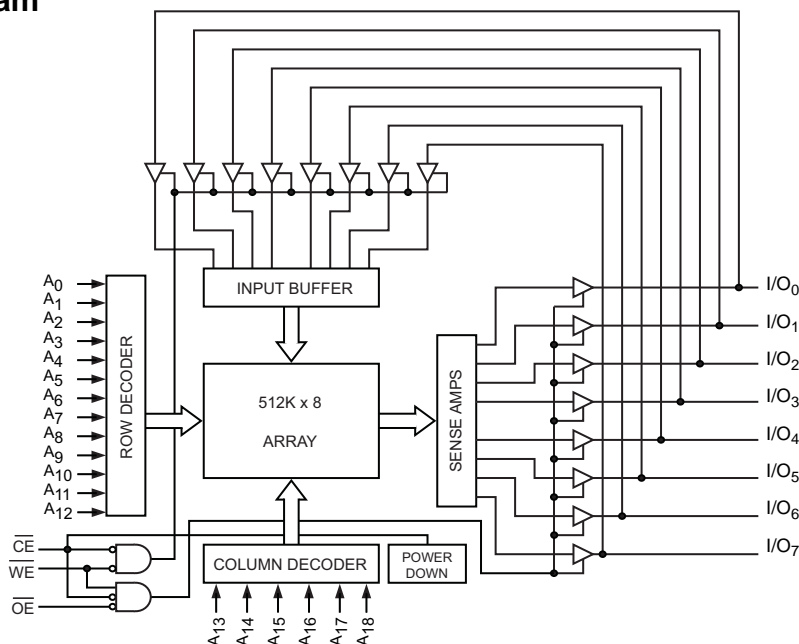 am
INPUT BUFFER
A0
A1
A2
A3
A4
A5
A6
A7
A8
A9
A10
A11
A12
ROW DECODER
512K x 8
ARRAY
SENSE AMPS
I/O0
I/O1
I/O2
I/O3
I/O4
I/O5
I/O6
I/O7
CE
WE
OE
COLUMN DECODER
POWER
DOWN
A13
A14
A15
A16
A17
A18